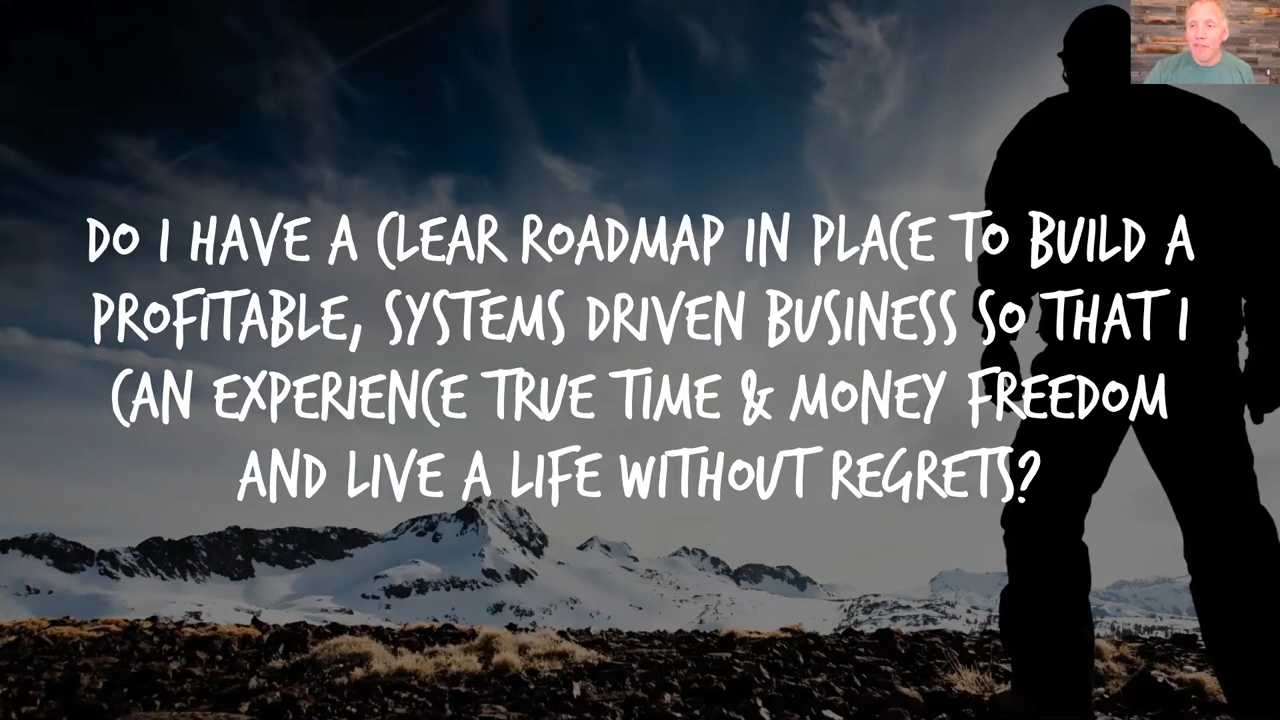 DO I HAVE A CLEAR ROADMAP IN PLACE TO BUILD A
PROFITABLE, SYSTEMS DRIVEN BUSINESS SO THAT I
CAN EXPERIENCE TRUE TIME & MONEY FREEDOM
AND LIVE A LIFE WITHOUT REGRETS?